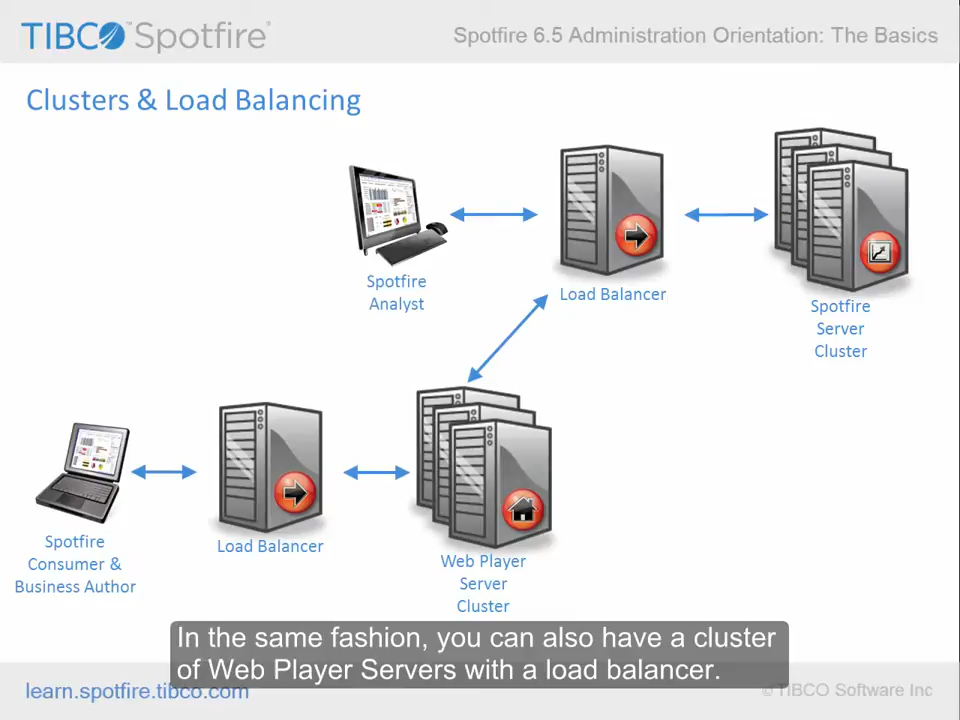 TIBCO™ Spotfire®
Spotfire 6.5 Administration Orientation: The Basics
Clusters & Load Balancing
Spotfire
Analyst
Load Balancer
Spotfire
Server
Cluster
Spotfire
Consumer &
Business Author
Load Balancer
Web Player
Server
Cluster
In the same fashion, you can also have a cluster
of Web Player Servers with a load balancer.
learn.spotfire.tibco.com
© TIBCO Software Inc